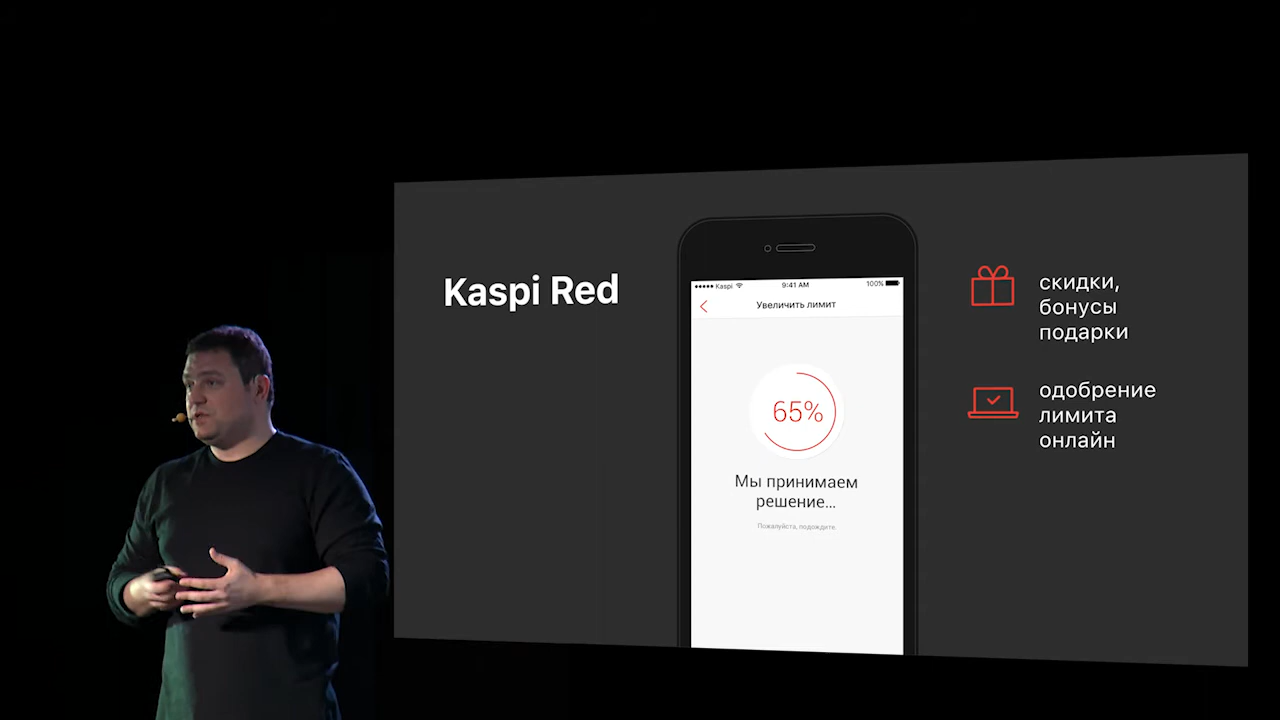 Kaspi Red
Kaspi
9:41 AM
100%
Увеличить лимит
65%
Мы принимаем
решение...
Пожалуйста, подождите.
скидки,
бонусы
подарки
одобрение
лимита
онлайн